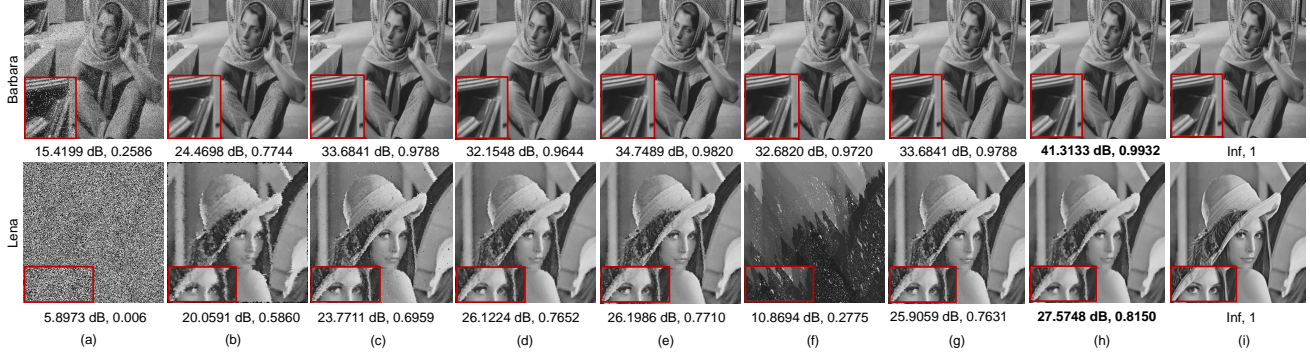 Barbara
15.4199 dB, 0.2586 24.4698 dB, 0.7744 33.6841 dB, 0.9788 32.1548 dB, 0.9644 34.7489 dB, 0.9820 32.6820 dB, 0.9720 33.6841 dB, 0.9788 41.3133 dB, 0.9932 Inf, 1
Lena
5.8973 dB, 0.006 20.0591 dB, 0.5860 23.7711 dB, 0.6959 26.1224 dB, 0.7652 26.1986 dB, 0.7710 10.8694 dB, 0.2775 25.9059 dB, 0.7631 27.5748 dB, 0.8150 Inf, 1
(a) (b) (c) (d) (e) (f) (g) (h) (i)